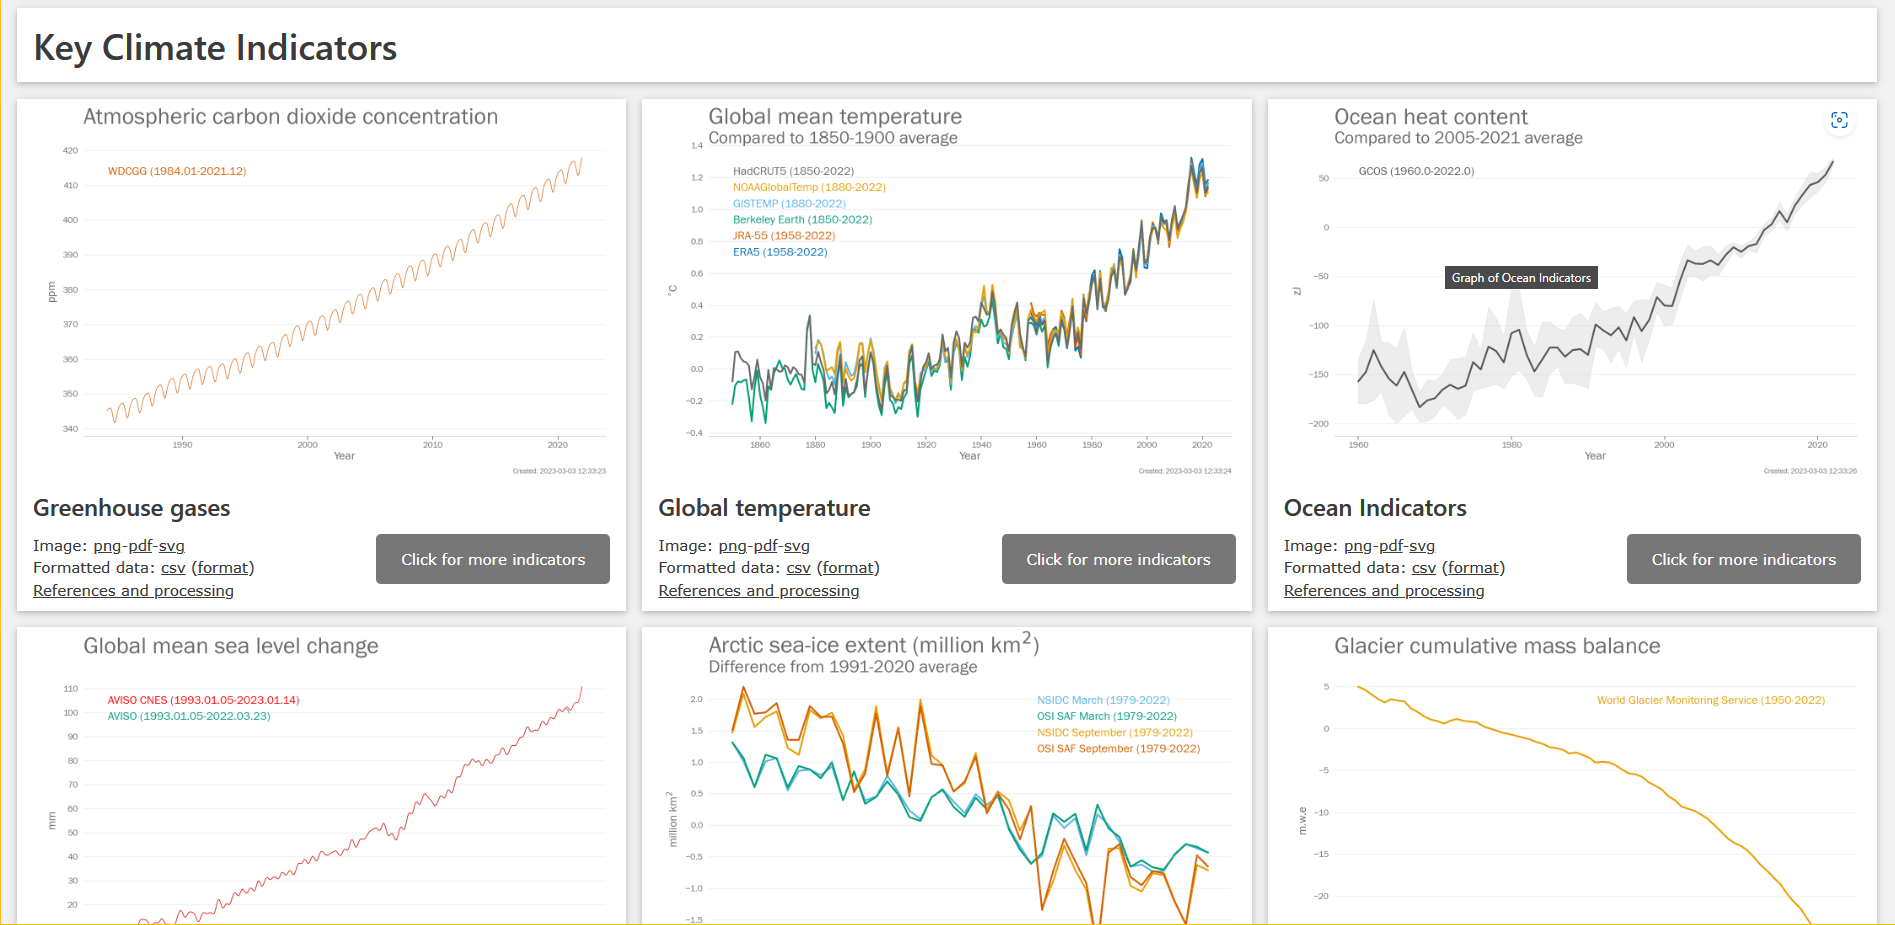 Key Climate Indicators
Atmospheric carbon dioxide concentration
420
410
400
390
380
370
360
350
340
ppm
WDCGG (1984.01-2021.12)
1990
2000
2010
2020
Year
Created: 2023-03-03 12:33:23
Greenhouse gases
Image: png-pdf-svg
Formatted data: csv (format)
References and processing
Click for more indicators
Global mean temperature
Compared to 1850-1900 average
1.4
1.2
1.0
0.8
0.6
0.4
0.2
0.0
−0.2
−0.4
°C
HadCRUT5 (1850-2022)
NOAAGlobalTemp (1880-2022)
GISTEMP (1880-2022)
Berkeley Earth (1850-2022)
JRA-55 (1958-2022)
ERA5 (1958-2022)
1860
1880
1900
1920
1940
1960
1980
2000
2020
Year
Created: 2023-03-03 12:33:24
Global temperature
Image: png-pdf-svg
Formatted data: csv (format)
References and processing
Click for more indicators
Ocean heat content
Compared to 2005-2021 average
50
0
−50
−100
−150
−200
zJ
GCOS (1960.0-2022.0)
Graph of Ocean Indicators
1960
1980
2000
2020
Year
Created: 2023-03-03 12:33:26
Ocean Indicators
Image: png-pdf-svg
Formatted data: csv (format)
References and processing
Click for more indicators
Global mean sea level change
110
100
90
80
70
60
50
40
30
20
mm
AVISO CNES (1993.01.05-2023.01.14)
AVISO (1993.01.05-2022.03.23)
Arctic sea-ice extent (million km²)
Difference from 1991-2020 average
2.0
1.5
1.0
0.5
0.0
−0.5
−1.0
−1.5
million km²
NSIDC March (1979-2022)
OSI SAF March (1979-2022)
NSIDC September (1979-2022)
OSI SAF September (1979-2022)
Glacier cumulative mass balance
5
0
−5
−10
−15
−20
m.w.e
World Glacier Monitoring Service (1950-2022)